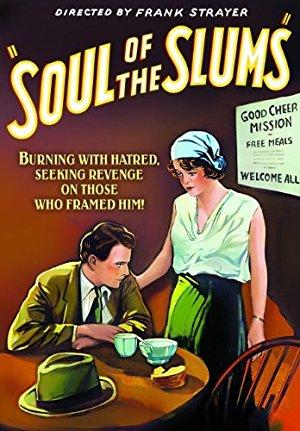 DIRECTED BY FRANK STRAYER
"SOUL OF
THE SLUMS"
BURNING WITH HATRED,
SEEKING REVENGE
ON THOSE
WHO FRAMED HIM!
GOOD CHEER
MISSION
FREE MEALS
WELCOME ALL